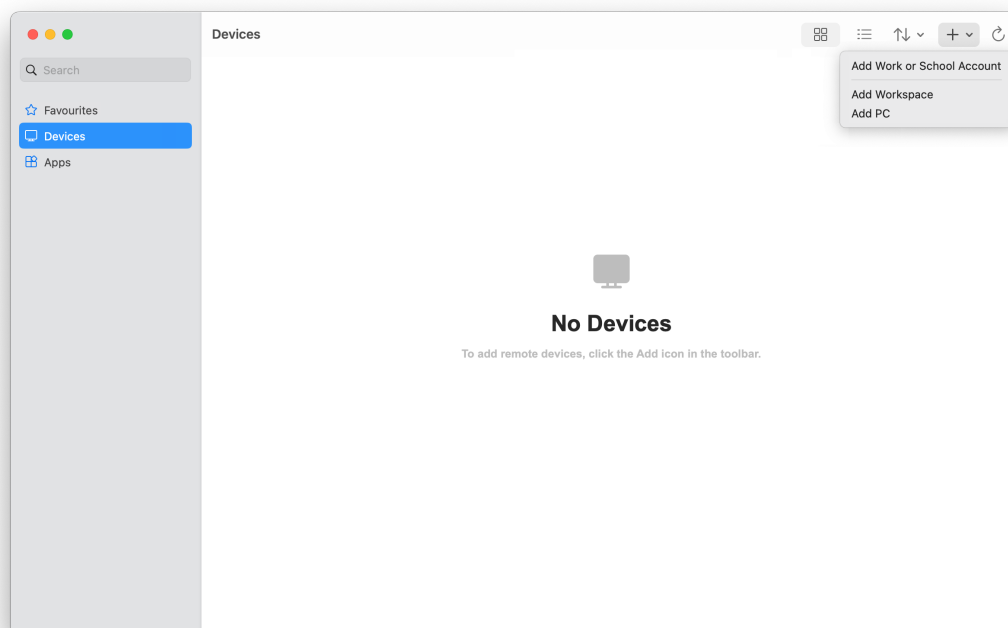 Devices
Search
Favourites
Devices
Apps
Add Work or School Account
Add Workspace
Add PC
No Devices
To add remote devices, click the Add icon in the toolbar.